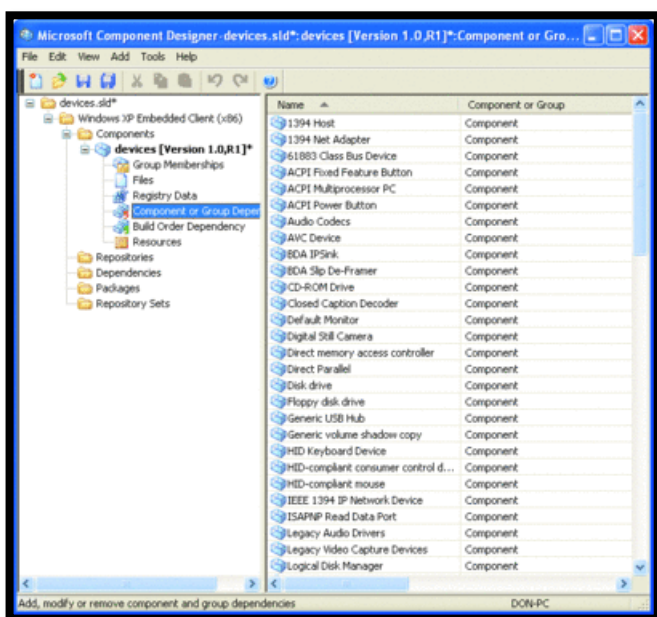 Microsoft Component Designer-devices.sld*: devices [Version 1.0,R1]*:Component or Gro...
File Edit View Add Tools Help
devices.sld*
Windows XP Embedded Client (x86)
Components
devices [Version 1.0,R1]*
Group Memberships
Files
Registry Data
Component or Group Deper
Build Order Dependency
Resources
Repositories
Dependencies
Packages
Repository Sets
Name Component or Group
1394 Host Component
1394 Net Adapter Component
61883 Class Bus Device Component
ACPI Fixed Feature Button Component
ACPI Multiprocessor PC Component
ACPI Power Button Component
Audio Codecs Component
AVC Device Component
BDA IPSink Component
BDA Slip De-Framer Component
CD-ROM Drive Component
Closed Caption Decoder Component
Default Monitor Component
Digital Still Camera Component
Direct memory access controller Component
Direct Parallel Component
Disk drive Component
Floppy disk drive Component
Generic USB Hub Component
Generic volume shadow copy Component
HID Keyboard Device Component
HID-compliant consumer control d... Component
HID-compliant mouse Component
IEEE 1394 IP Network Device Component
ISAPNP Read Data Port Component
Legacy Audio Drivers Component
Legacy Video Capture Devices Component
Logical Disk Manager Component
Add, modify or remove component and group dependencies DON-PC